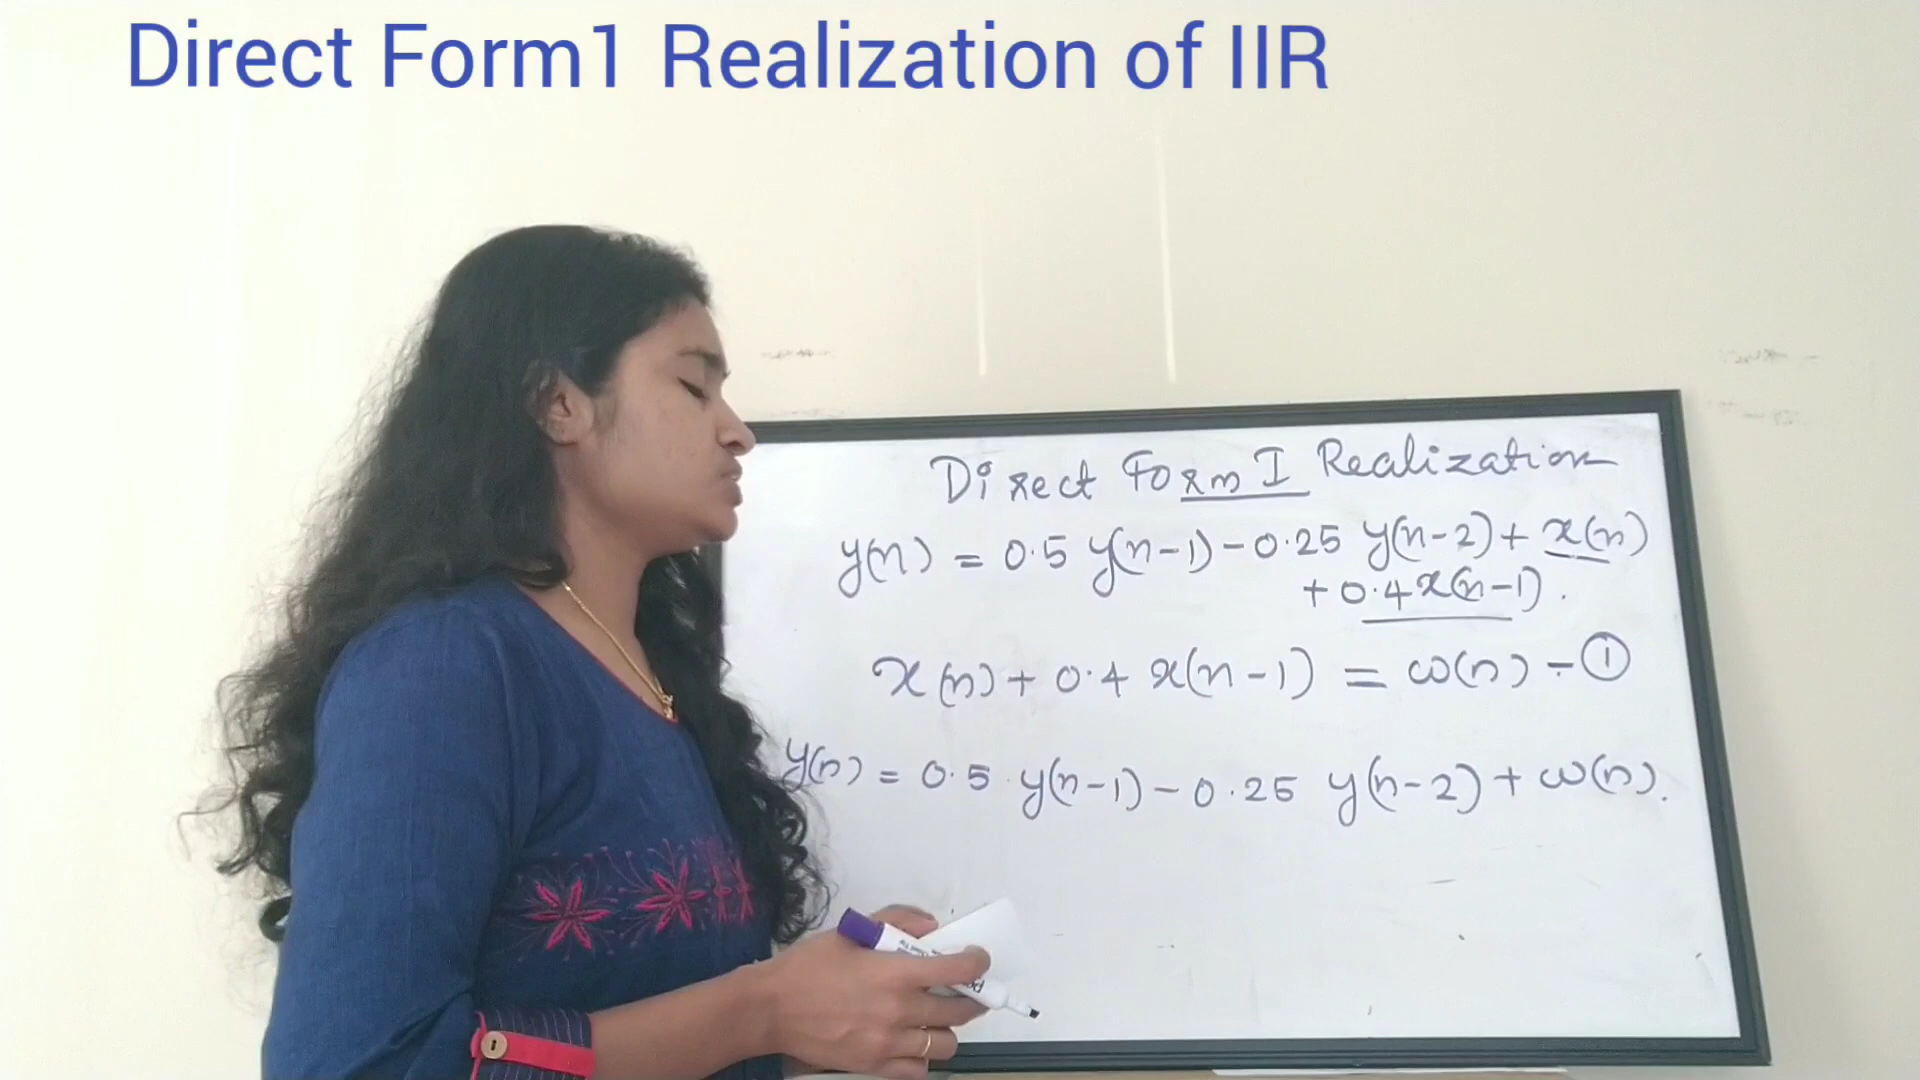 Direct Form1 Realization of IIR
Direct Form I Realization
y(n) = 0.5 y(n-1) - 0.25 y(n-2) + x(n)
+ 0.4 x(n-1).
x(n) + 0.4 x(n-1) = ω(n) - ①
y(n) = 0.5 y(n-1) - 0.25 y(n-2) + ω(n).